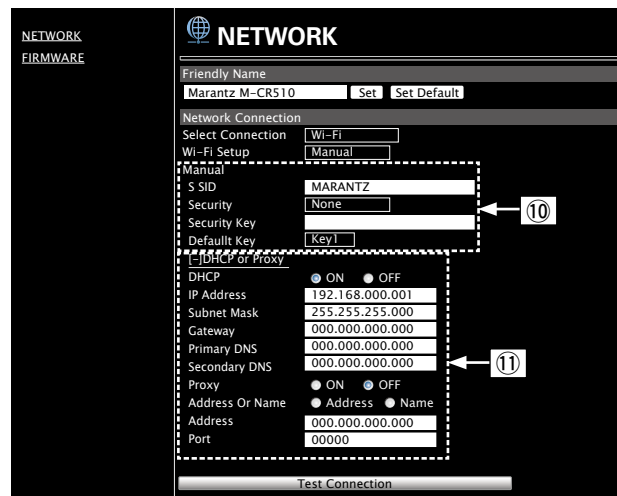 NETWORK
FIRMWARE
NETWORK
Friendly Name
Marantz M-CR510 Set Set Default
Network Connection
Select Connection Wi-Fi
Wi-Fi Setup Manual
Manual
S SID MARANTZ
Security None
Security Key
Defaullt Key Key1
⑩
[-]DHCP or Proxy
DHCP ON OFF
IP Address 192.168.000.001
Subnet Mask 255.255.255.000
Gateway 000.000.000.000
Primary DNS 000.000.000.000
Secondary DNS 000.000.000.000
⑪
Proxy ON OFF
Address Or Name Address Name
Address 000.000.000.000
Port 00000
Test Connection